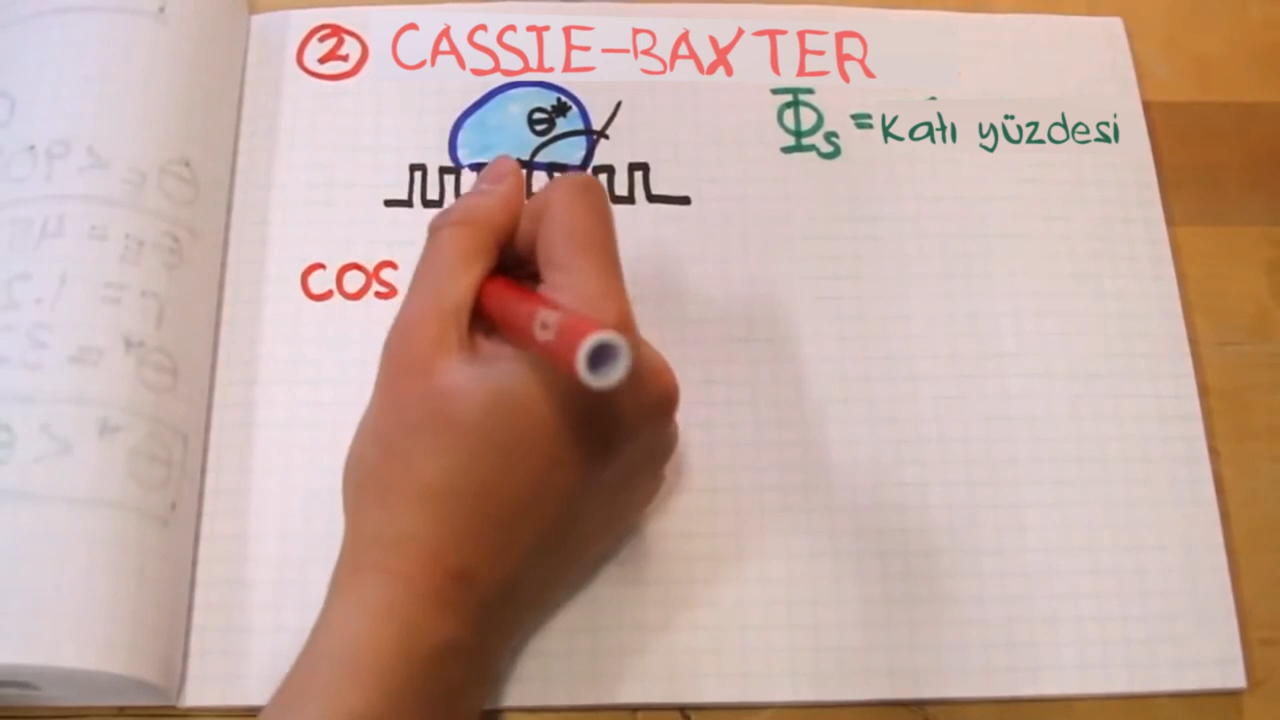 ② CASSIE-BAXTER
θ*
Φs = Katı yüzdesi
cos